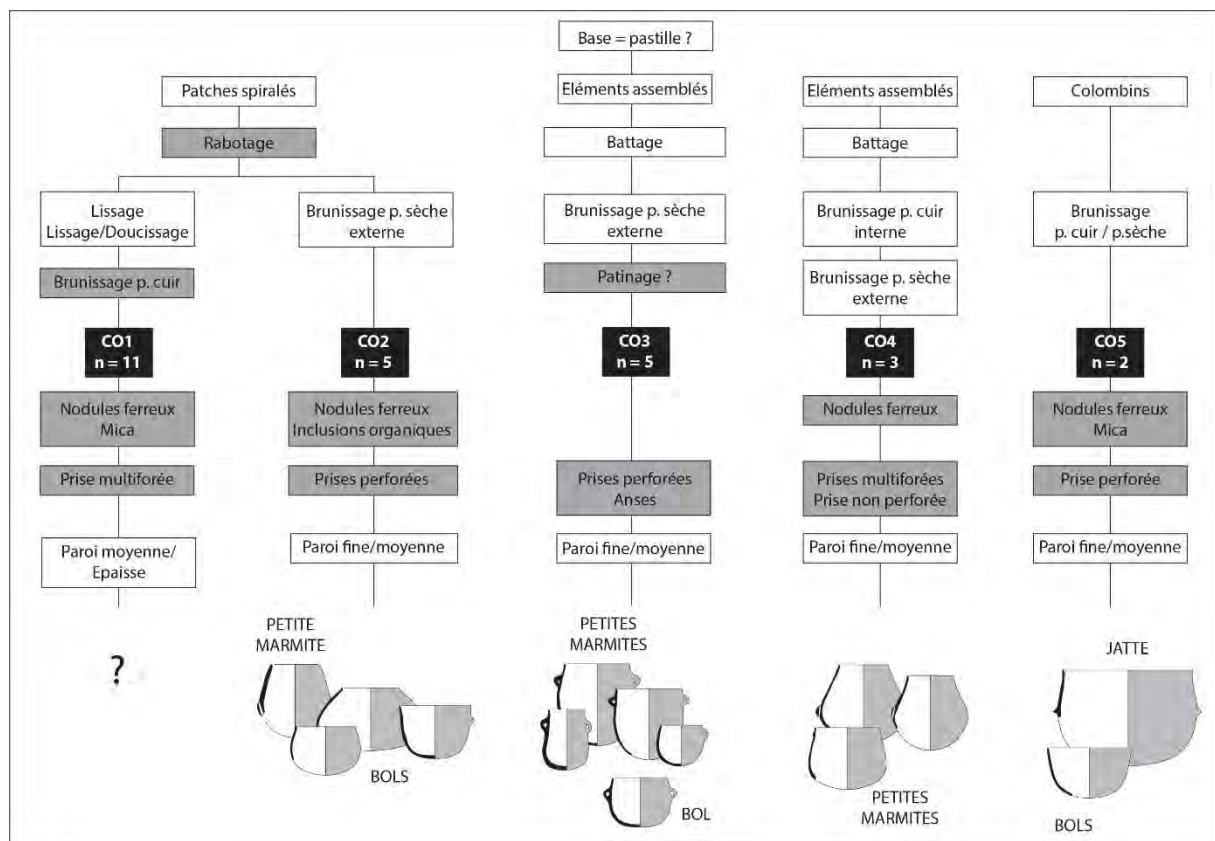 Base = pastille ?
Patches spiralés
Eléments assemblés
Eléments assemblés
Colombins
Rabotage
Battage
Battage
Lissage
Lissage/Doucissage
Brunissage p. sèche
externe
Brunissage p. sèche
externe
Brunissage p. cuir
interne
Brunissage
p. cuir / p.sèche
Brunissage p. cuir
Patinage ?
Brunissage p. sèche
externe
CO1
n = 11
CO2
n = 5
CO3
n = 5
CO4
n = 3
CO5
n = 2
Nodules ferreux
Mica
Nodules ferreux
Inclusions organiques
Nodules ferreux
Nodules ferreux
Mica
Prise multiforée
Prises perforées
Prises perforées
Anses
Prises multiforées
Prise non perforée
Prise perforée
Paroi moyenne/
Epaisse
Paroi fine/moyenne
Paroi fine/moyenne
Paroi fine/moyenne
Paroi fine/moyenne
?
PETITE
MARMITE
BOLS
PETITES
MARMITES
BOL
PETITES
MARMITES
JATTE
BOLS